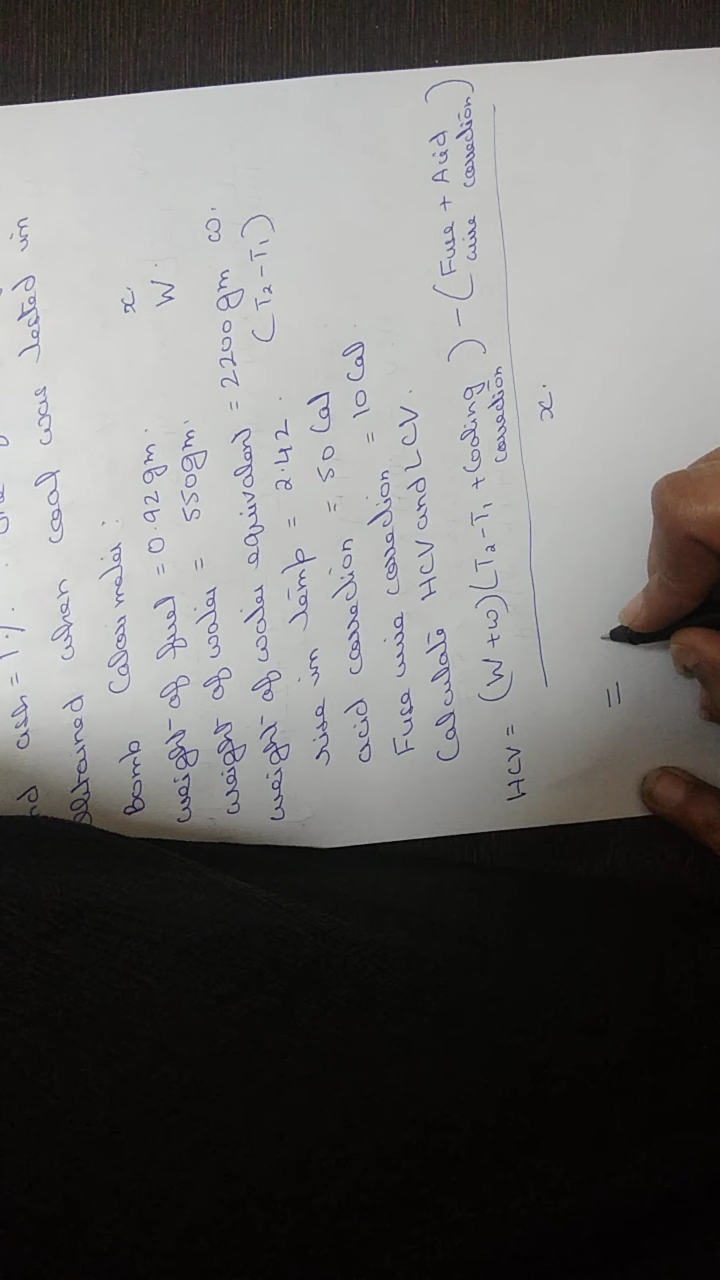 ash = 1%. one
obtained when coal was tested in
Bomb Calorimeter:
weight of fuel = 0.92 gm. x.
weight of water = 550gm. W.
weight of water equivalent = 2200 gm ω.
rise in temp = 2.42. (T2-T1)
acid correction = 50 Cal
Fuse wire correction = 10 Cal.
Calculate HCV and LCV.
HCV = (W+ω)(T2-T1 + Cooling correction) - (Fuse wire + Acid correction)
x.
=